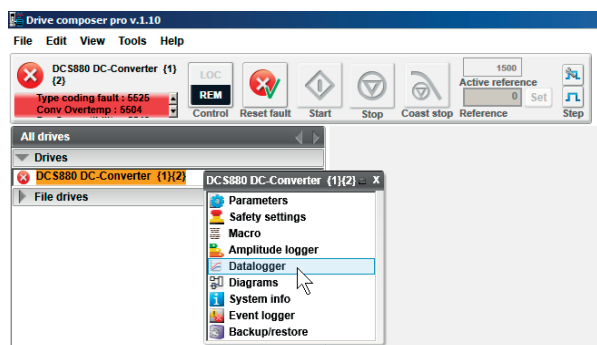 Drive composer pro v.1.10
File Edit View Tools Help
DCS880 DC-Converter {1}
{2}
Type coding fault : 5525
Conv Overtemp : 5504
LOC
REM
Control
Reset fault
Start
Stop
Coast stop
1500
Active reference
0
Set
Reference
Step
All drives
Drives
DCS880 DC-Converter {1}{2}
File drives
DCS880 DC-Converter {1}{2} X
Parameters
Safety settings
Macro
Amplitude logger
Datalogger
Diagrams
System info
Event logger
Backup/restore